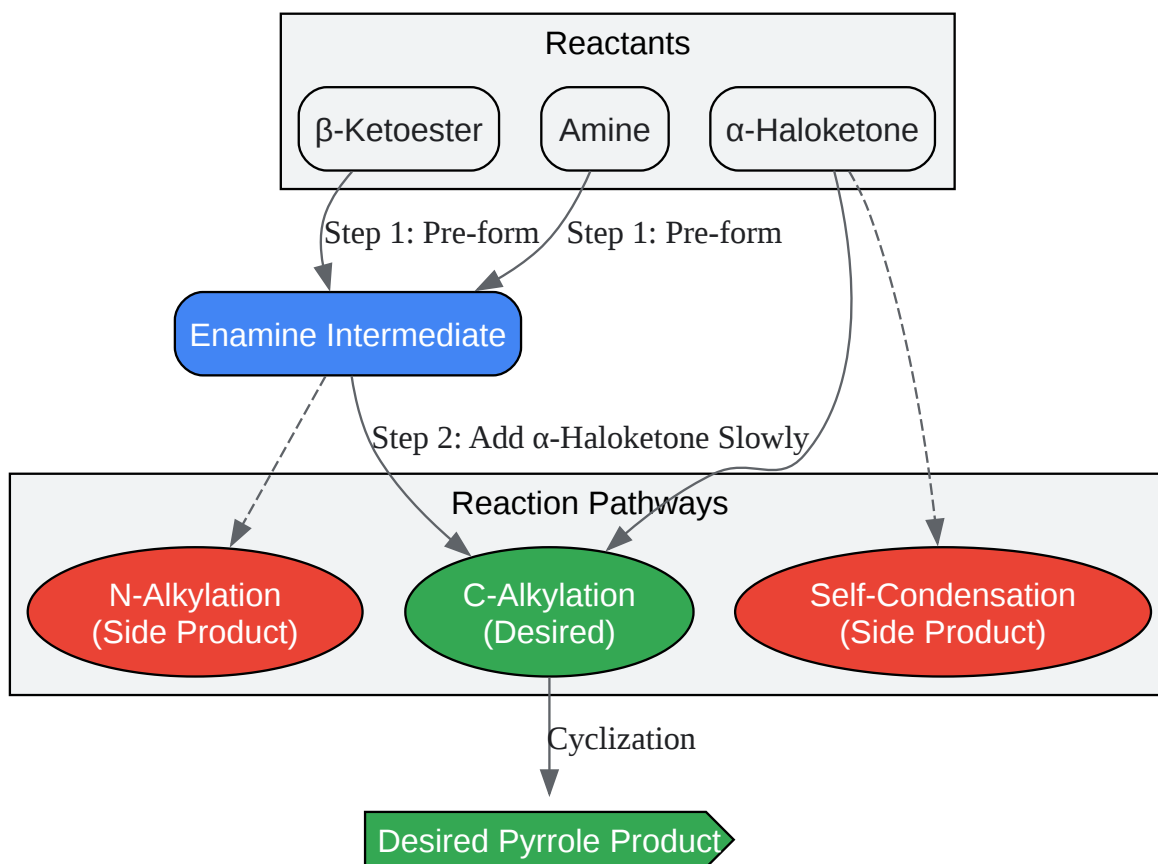 Reactants
β-Ketoester
Amine
α-Haloketone
Step 1: Pre-form
Step 1: Pre-form
Enamine Intermediate
Step 2: Add α-Haloketone Slowly
Reaction Pathways
N-Alkylation
(Side Product)
C-Alkylation
(Desired)
Self-Condensation
(Side Product)
Cyclization
Desired Pyrrole Product